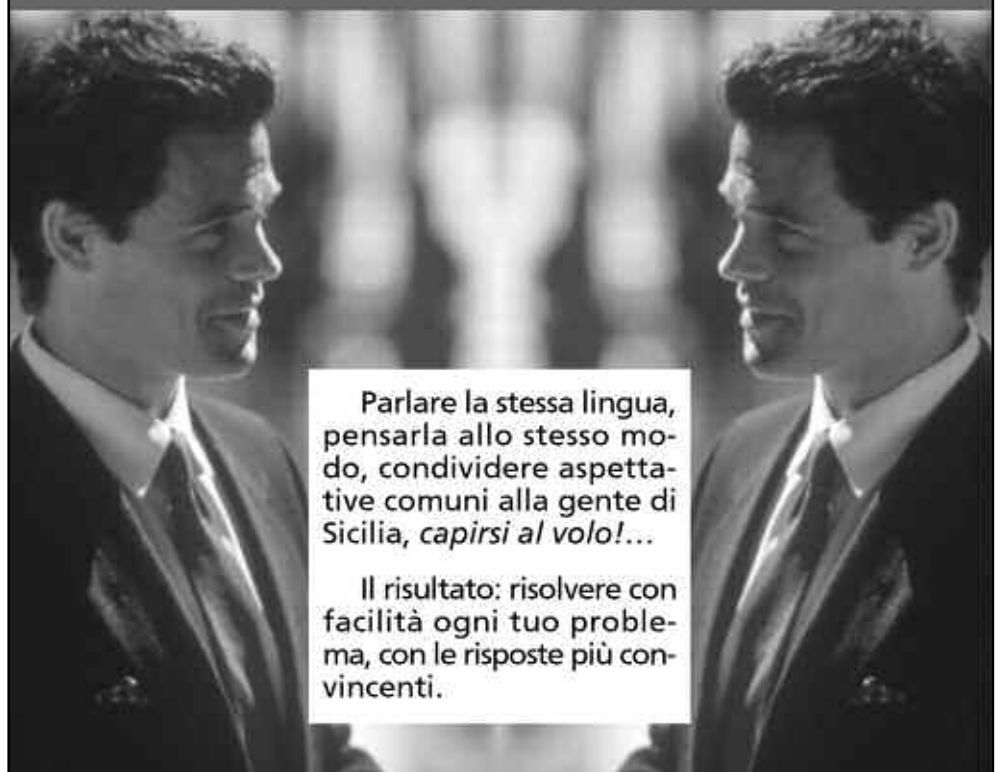 Parlare la stessa lingua,
pensarla allo stesso mo-
do, condividere aspetta-
tive comuni alla gente di
Sicilia, capirsi al volo!...
Il risultato: risolvere con
facilità ogni tuo proble-
ma, con le risposte più con-
vincenti.